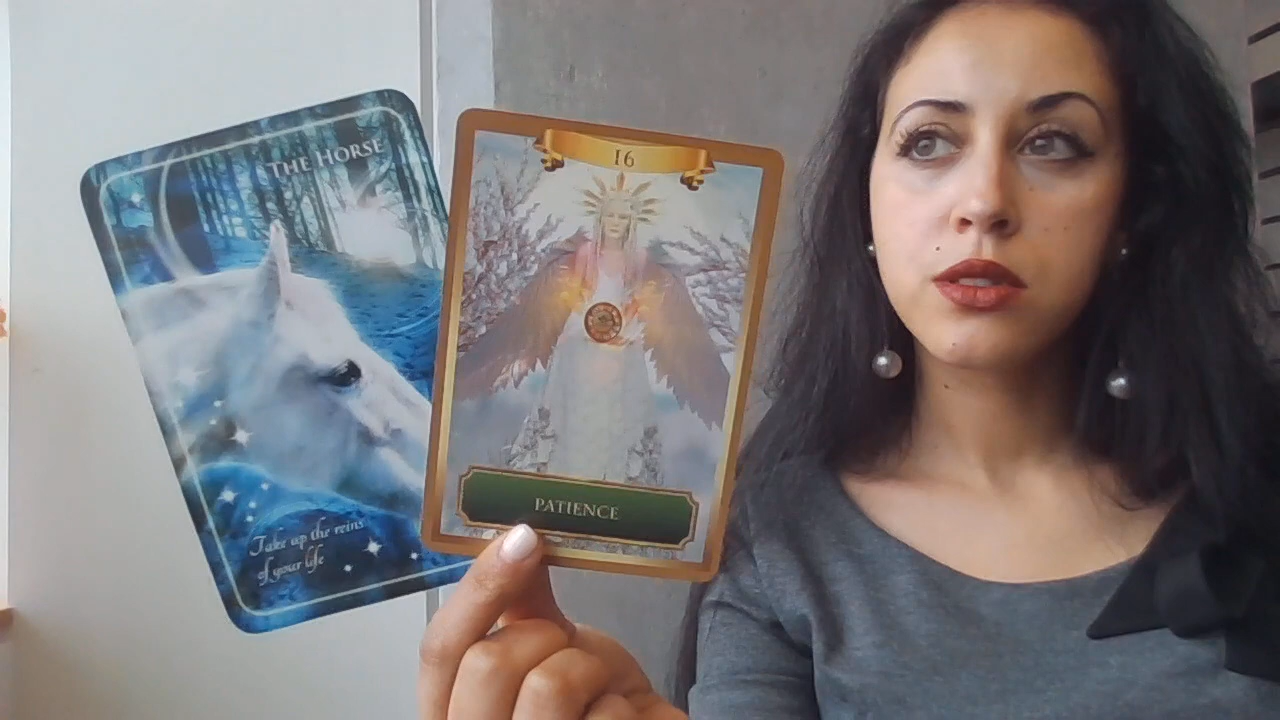 THE HORSE
Take up the reins
of your life
16
PATIENCE